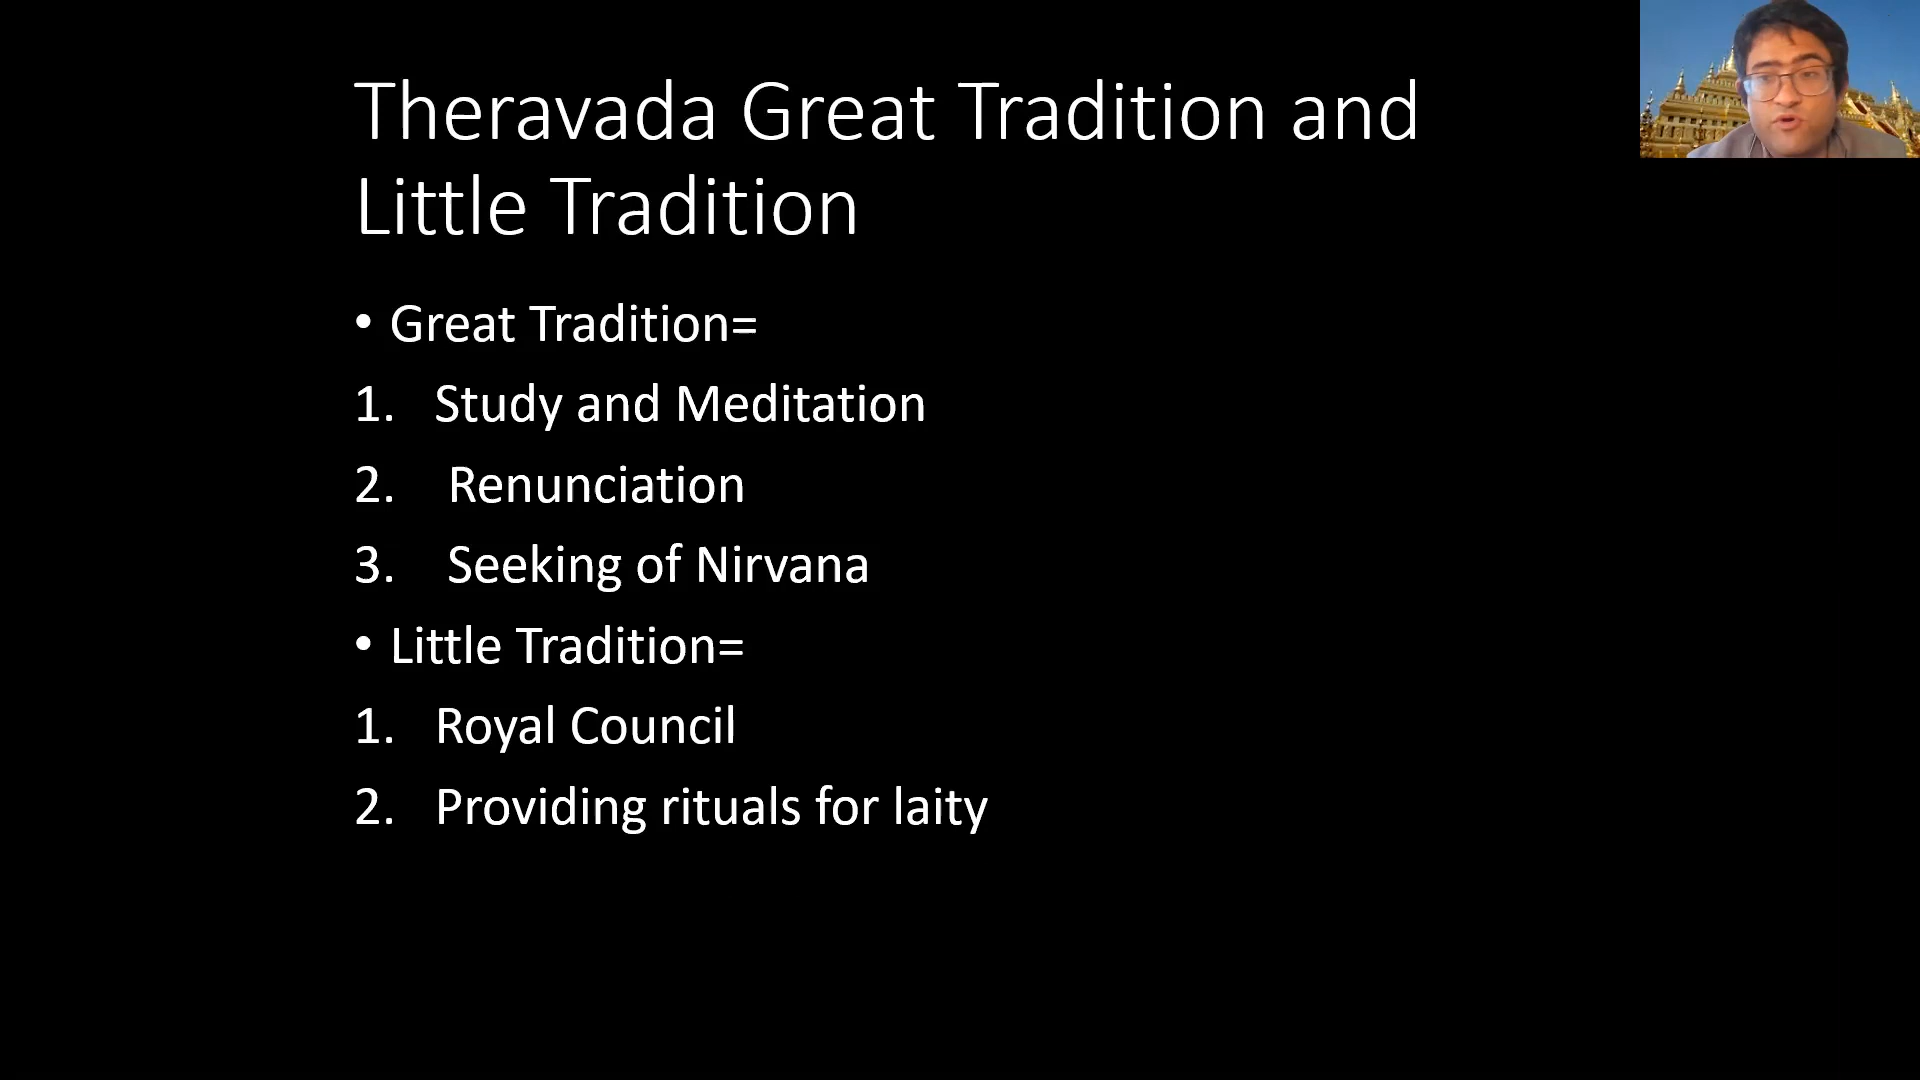 Theravada Great Tradition and
Little Tradition
• Great Tradition=
1. Study and Meditation
2. Renunciation
3. Seeking of Nirvana
• Little Tradition=
1. Royal Council
2. Providing rituals for laity